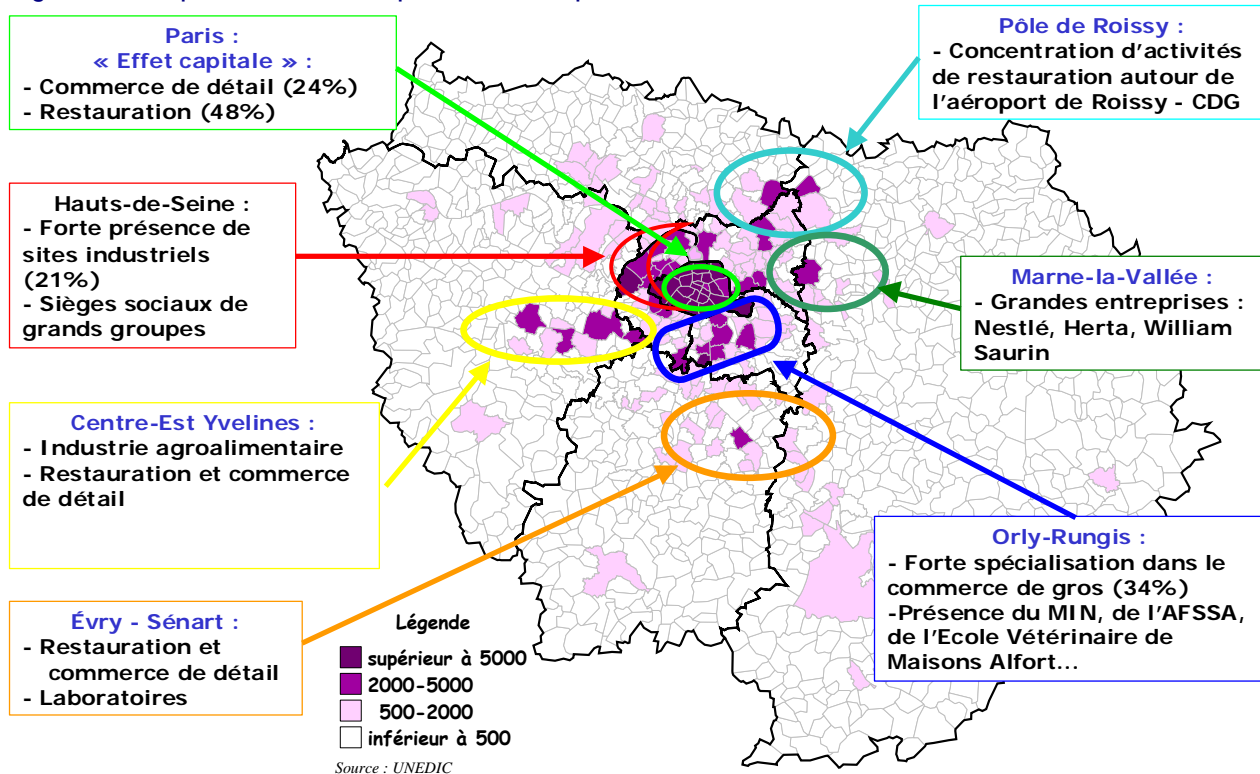 Paris :
« Effet capitale » :
- Commerce de détail (24%)
- Restauration (48%)
Pôle de Roissy :
- Concentration d'activités
de restauration autour de
l'aéroport de Roissy - CDG
Hauts-de-Seine :
- Forte présence de
sites industriels
(21%)
- Sièges sociaux de
grands groupes
Marne-la-Vallée :
- Grandes entreprises :
Nestlé, Herta, William
Saurin
Centre-Est Yvelines :
- Industrie agroalimentaire
- Restauration et commerce
de détail
Orly-Rungis :
- Forte spécialisation dans le
commerce de gros (34%)
-Présence du MIN, de l'AFSSA,
de l'Ecole Vétérinaire de
Maisons Alfort...
Évry - Sénart :
- Restauration et
commerce de détail
- Laboratoires
Légende
supérieur à 5000
2000-5000
500-2000
inférieur à 500
Source : UNEDIC